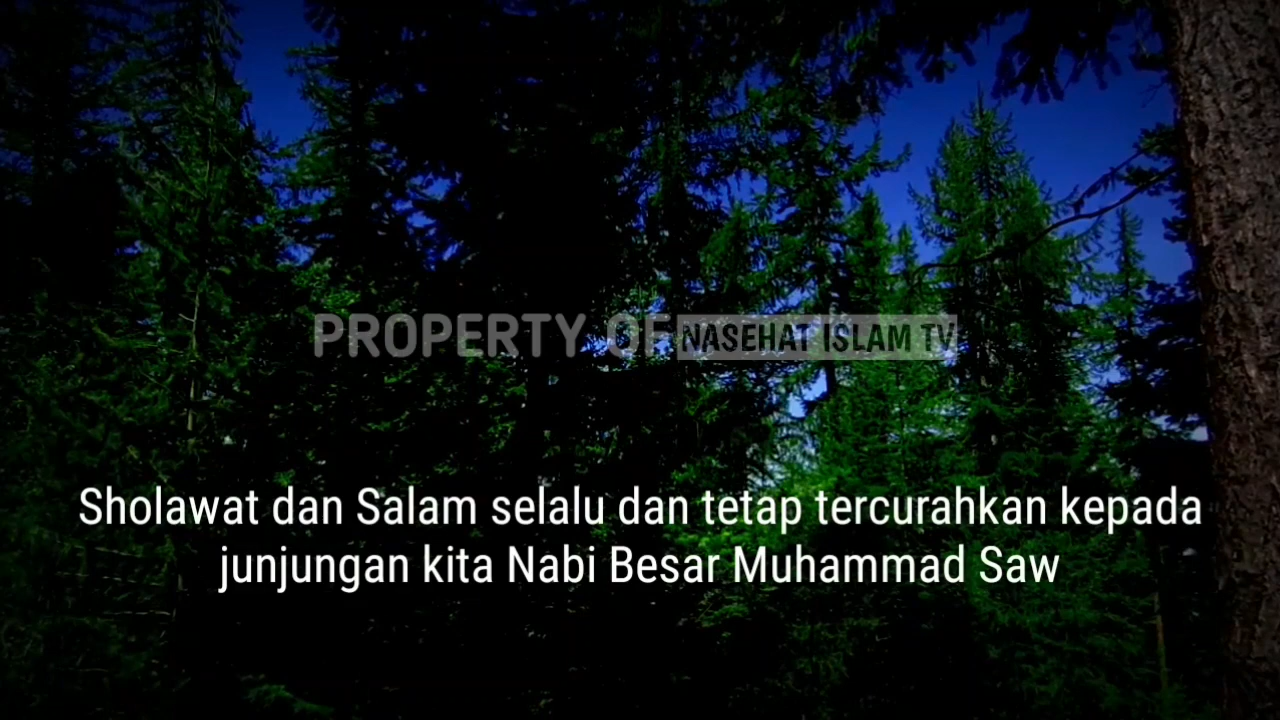 PROPERTY OF NASEHAT ISLAM TV
Sholawat dan Salam selalu dan tetap tercurahkan kepada
junjungan kita Nabi Besar Muhammad Saw